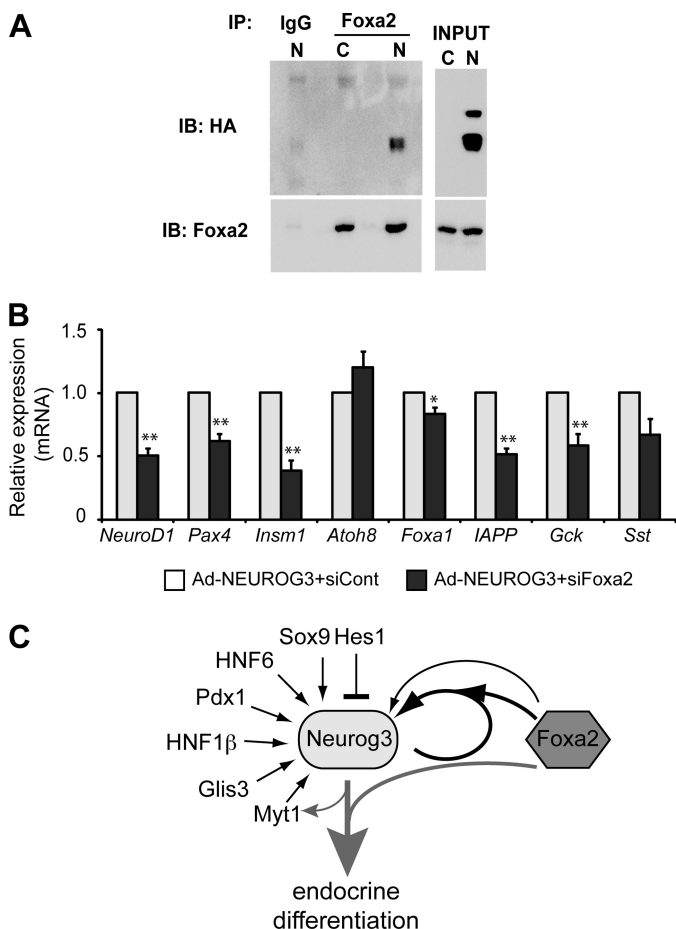 A
IP: IgG Foxa2 INPUT
N C N C N
IB: HA
IB: Foxa2
B
Relative expression
(mRNA)
1.5
1.0
0.5
0
** ** ** * ** **
NeuroD1 Pax4 Insm1 Atoh8 Foxa1 IAPP Gck Sst
Ad-NEUROG3+siCont Ad-NEUROG3+siFoxa2
C
Sox9 Hes1
HNF6
Pdx1
HNF1β
Glis3
Myt1
Neurog3
Foxa2
endocrine
differentiation